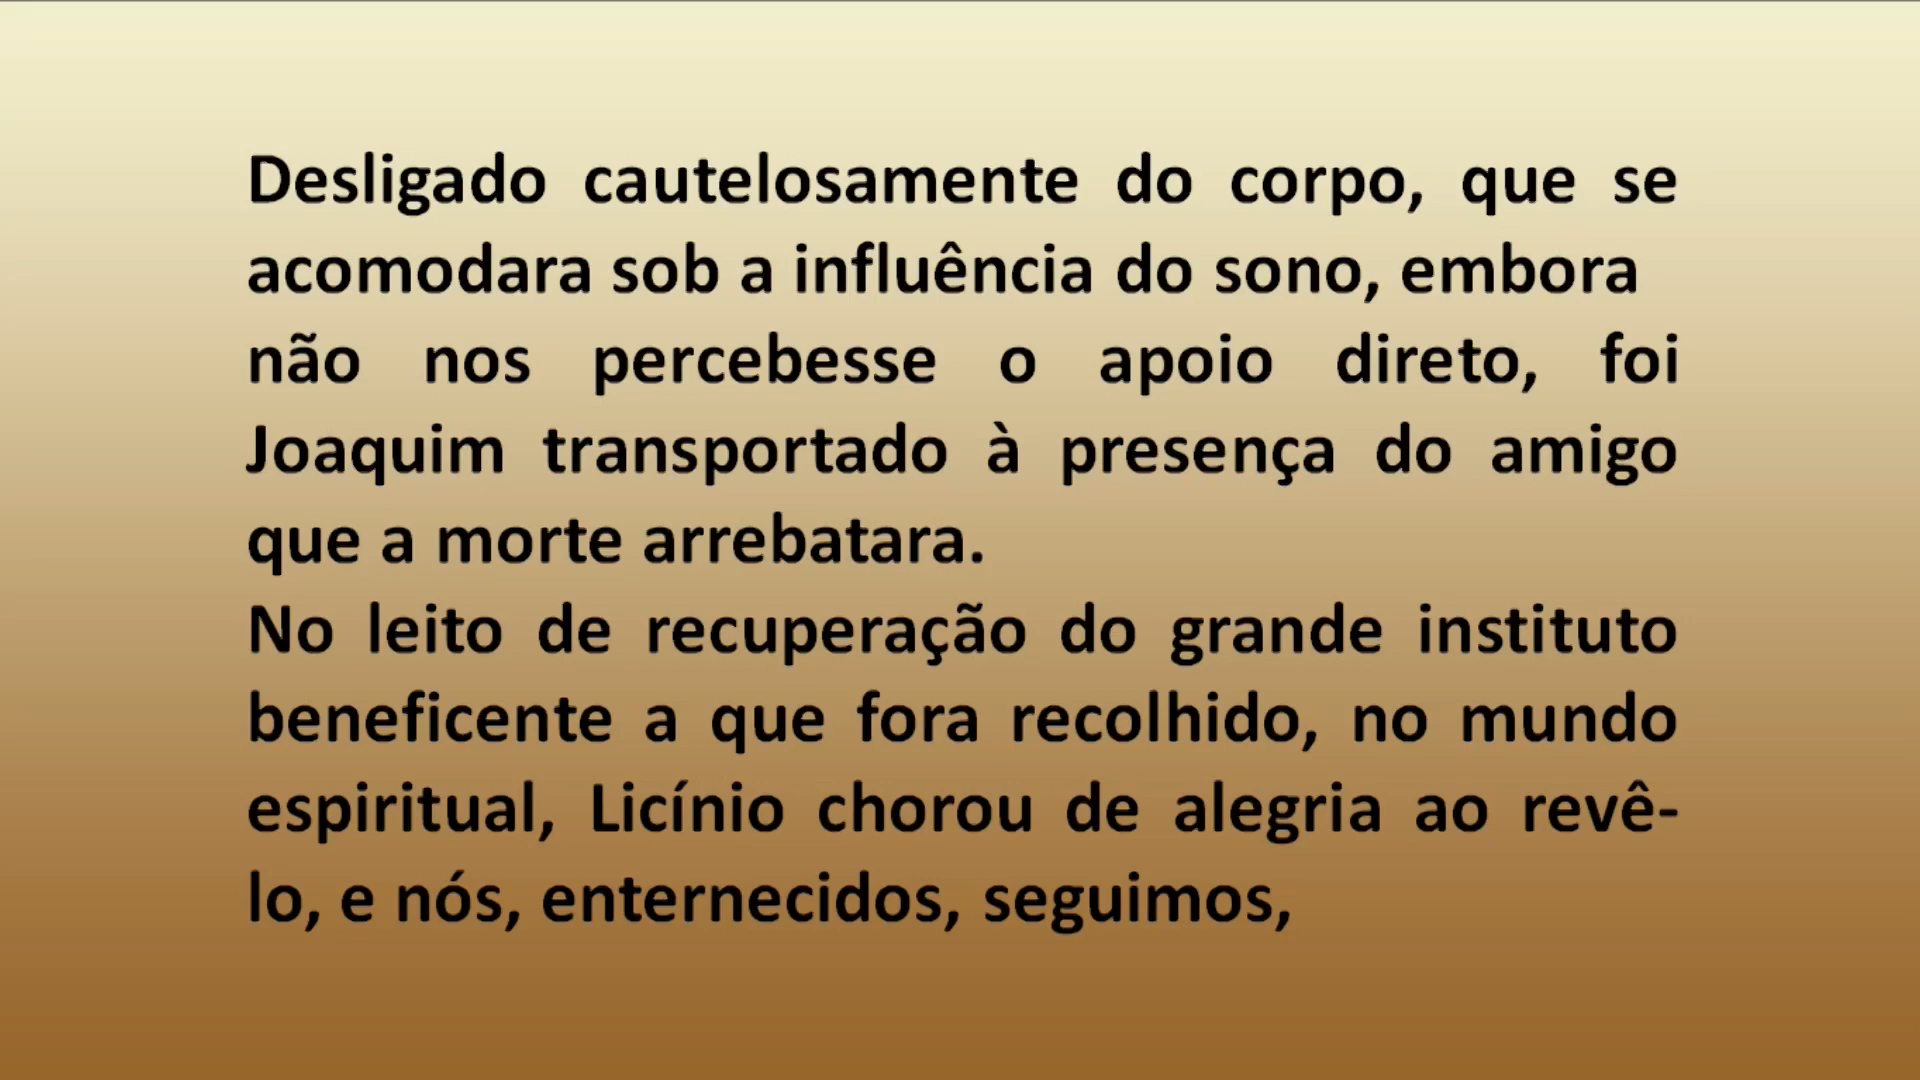 Desligado cautelosamente do corpo, que se
acomodara sob a influência do sono, embora
não nos percebesse o apoio direto, foi
Joaquim transportado à presença do amigo
que a morte arrebatara.
No leito de recuperação do grande instituto
beneficente a que fora recolhido, no mundo
espiritual, Licínio chorou de alegria ao revê-
lo, e nós, enternecidos, seguimos,